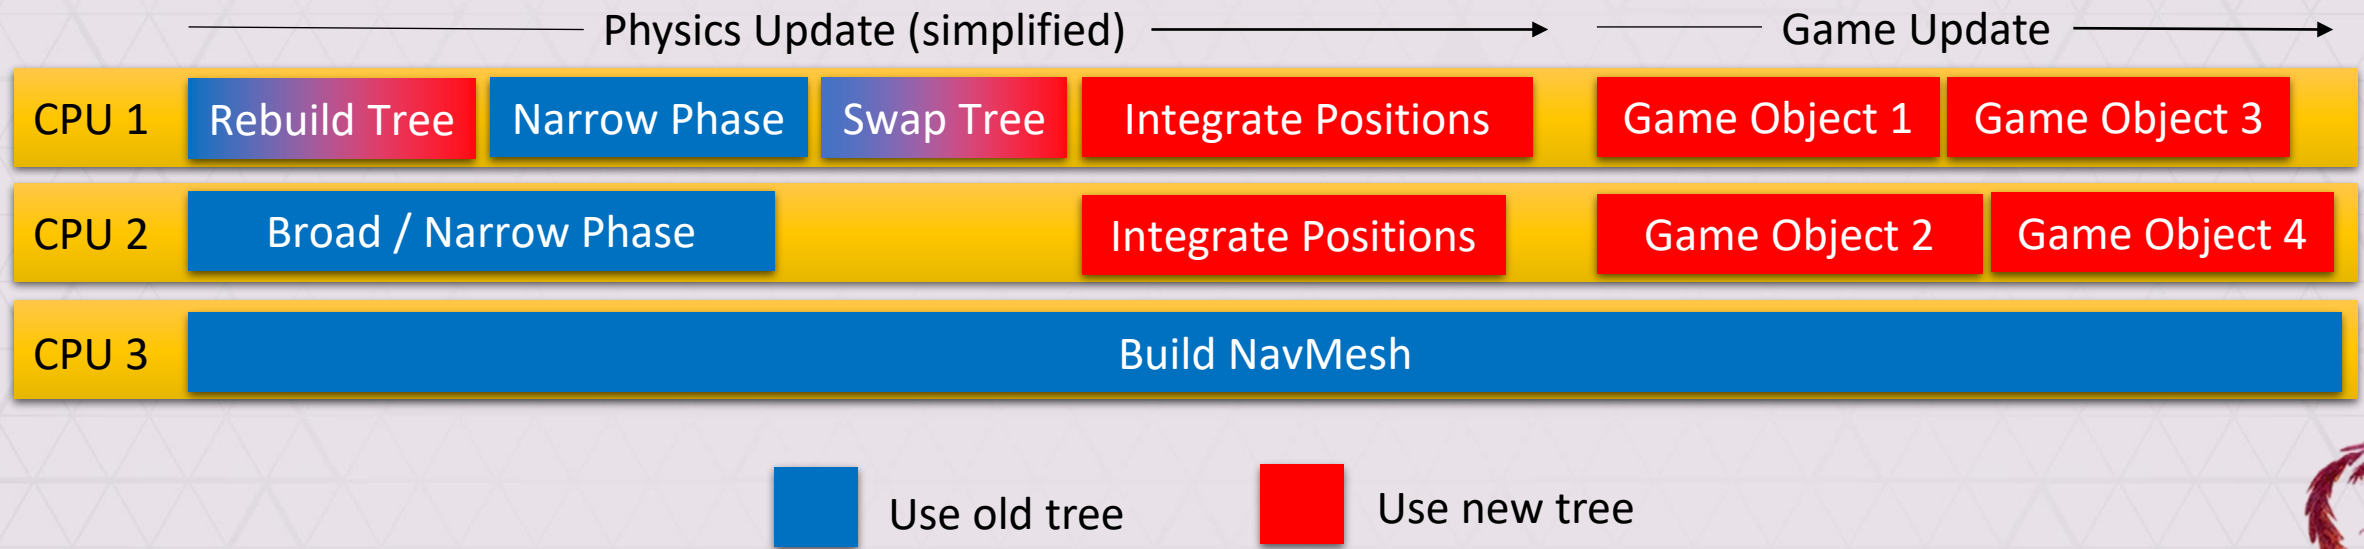 Physics Update (simplified) Game Update
CPU 1 Rebuild Tree Narrow Phase Swap Tree Integrate Positions Game Object 1 Game Object 3
CPU 2 Broad / Narrow Phase Integrate Positions Game Object 2 Game Object 4
CPU 3 Build NavMesh
Use old tree Use new tree